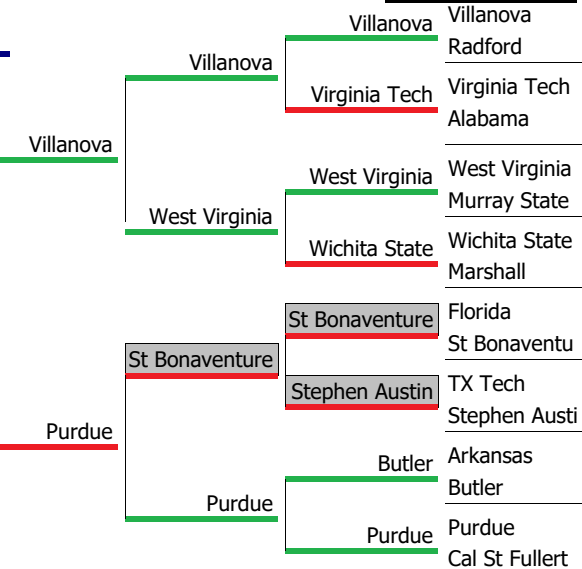 Villanova
Villanova
Radford
Villanova
Virginia Tech
Virginia Tech
Alabama
Villanova
West Virginia
West Virginia
Murray State
West Virginia
Wichita State
Wichita State
Marshall
St Bonaventure
Florida
St Bonaventu
St Bonaventure
Stephen Austin
TX Tech
Stephen Austi
Purdue
Butler
Arkansas
Butler
Purdue
Purdue
Purdue
Cal St Fullert